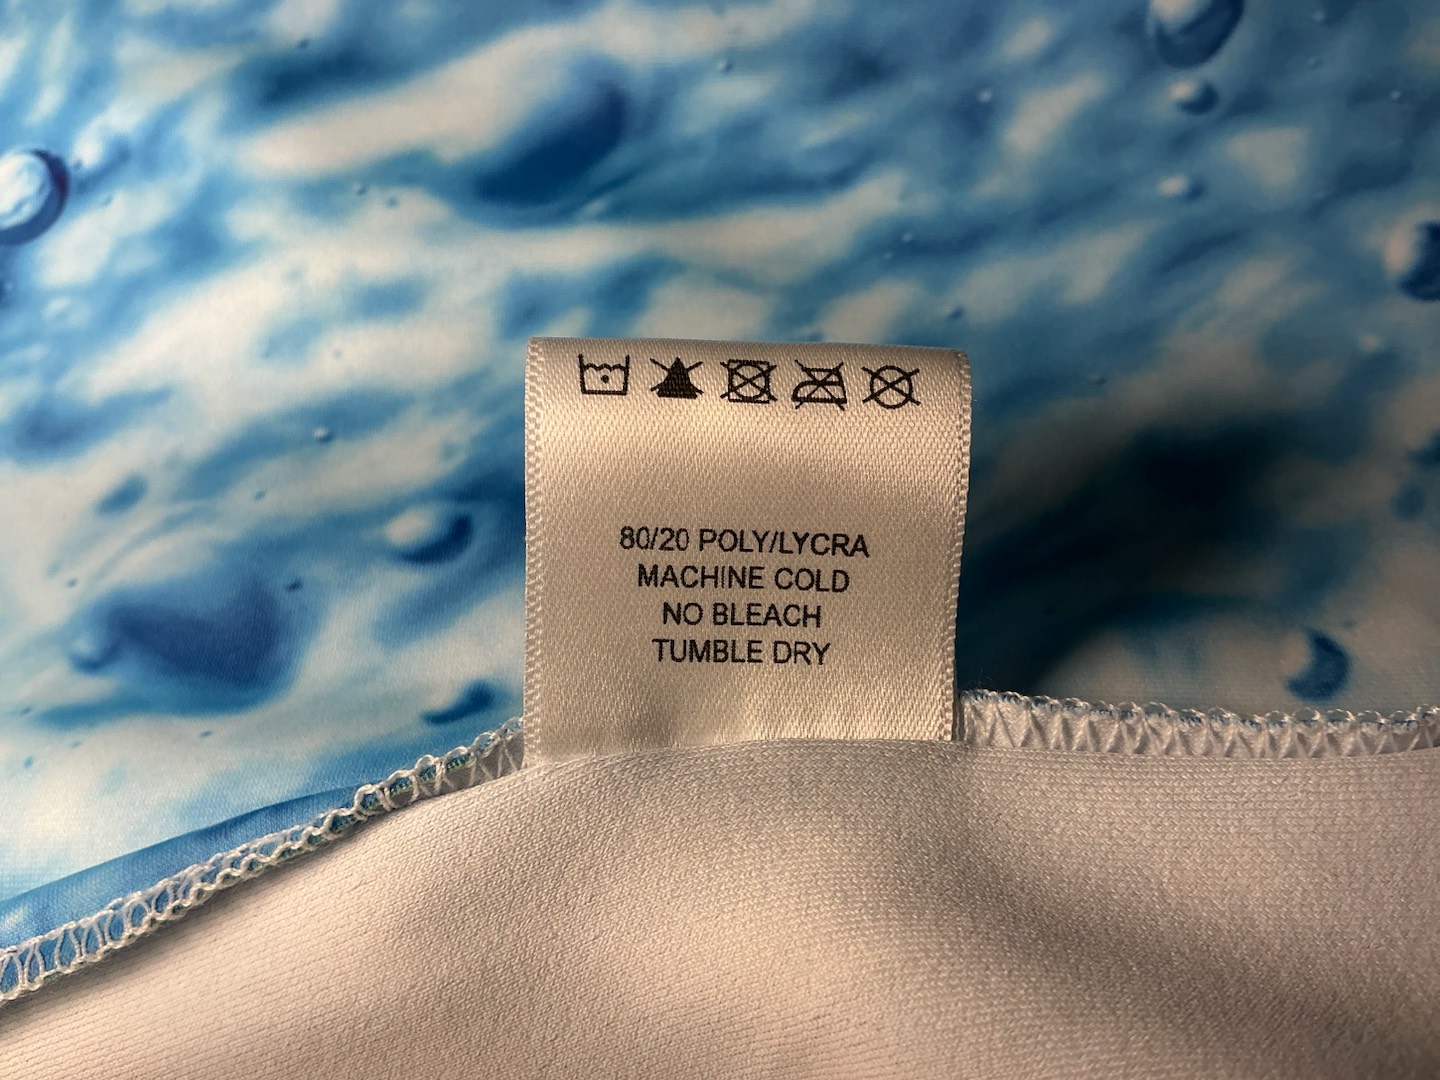 80/20 POLY/LYCRA
MACHINE COLD
NO BLEACH
TUMBLE DRY